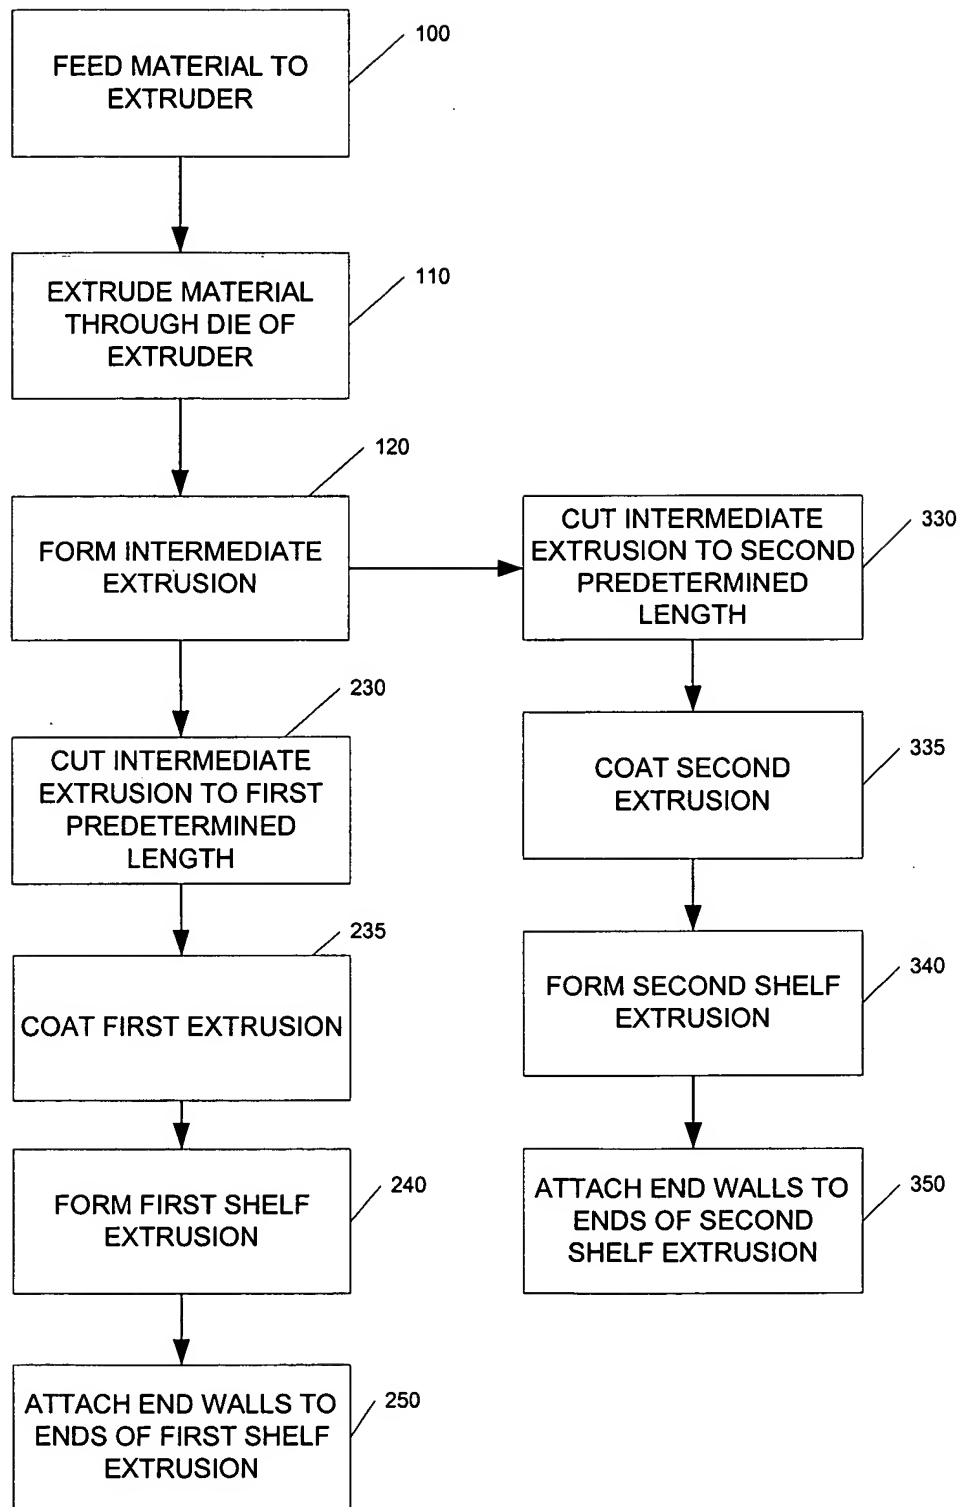 FEED MATERIAL TO
EXTRUDER
100
EXTRUDE MATERIAL
THROUGH DIE OF
EXTRUDER
110
FORM INTERMEDIATE
EXTRUSION
120
CUT INTERMEDIATE
EXTRUSION TO FIRST
PREDETERMINED
LENGTH
230
COAT FIRST EXTRUSION
235
FORM FIRST SHELF
EXTRUSION
240
ATTACH END WALLS TO
ENDS OF FIRST SHELF
EXTRUSION
250
CUT INTERMEDIATE
EXTRUSION TO SECOND
PREDETERMINED
LENGTH
330
COAT SECOND
EXTRUSION
335
FORM SECOND SHELF
EXTRUSION
340
ATTACH END WALLS TO
ENDS OF SECOND
SHELF EXTRUSION
350